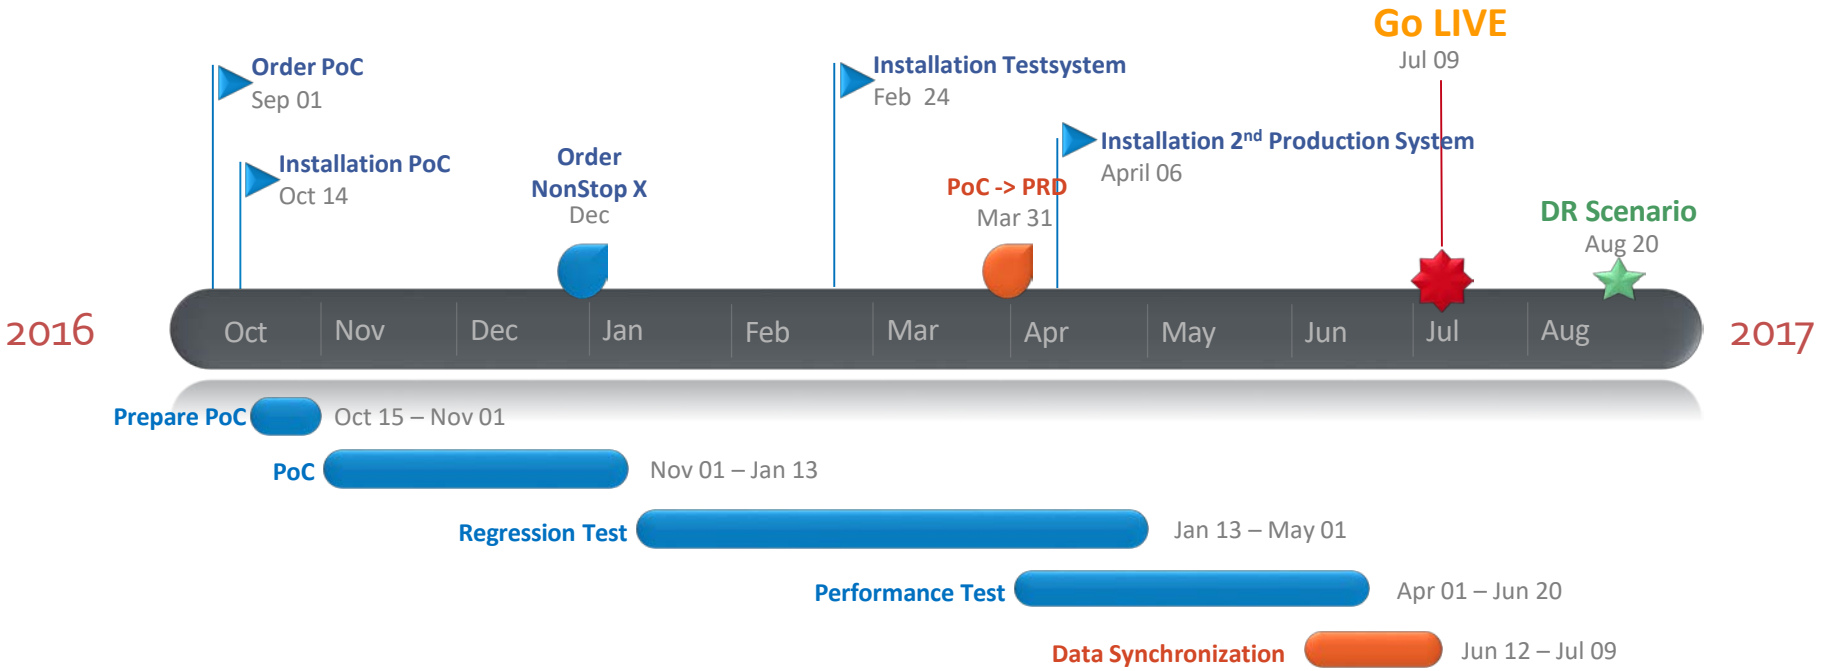 Go LIVE
Jul 09
Order PoC
Sep 01
Installation Testsystem
Feb 24
Installation PoC
Oct 14
Order
NonStop X
Dec
Installation 2nd Production System
April 06
PoC -> PRD
Mar 31
DR Scenario
Aug 20
2016
Oct Nov Dec Jan Feb Mar Apr May Jun Jul Aug
2017
Prepare PoC Oct 15 – Nov 01
PoC Nov 01 – Jan 13
Regression Test Jan 13 – May 01
Performance Test Apr 01 – Jun 20
Data Synchronization Jun 12 – Jul 09